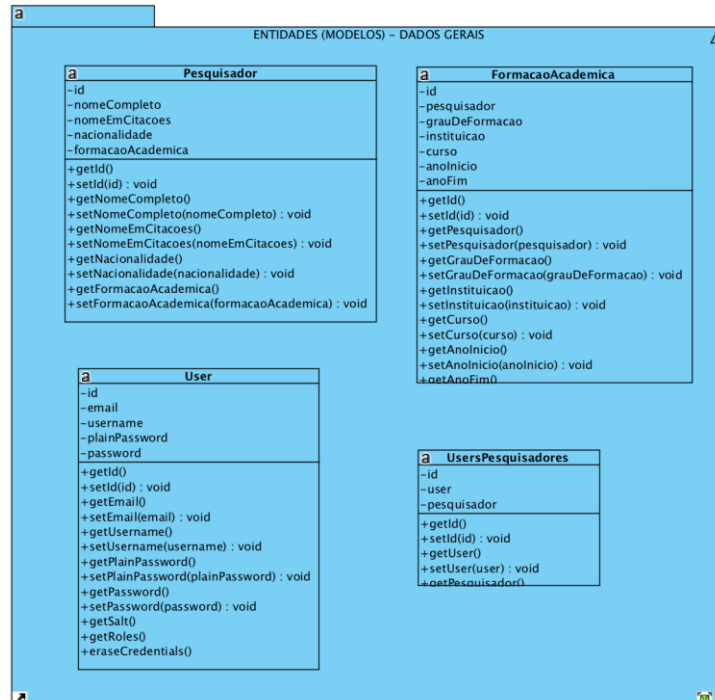 a
ENTIDADES (MODELOS) - DADOS GERAIS
a Pesquisador
-id
-nomeCompleto
-nomeEmCitacoes
-nacionalidade
-formacaoAcademica
+getId()
+setId(id) : void
+getNomeCompleto()
+setNomeCompleto(nomeCompleto) : void
+getNomeEmCitacoes()
+setNomeEmCitacoes(nomeEmCitacoes) : void
+getNacionalidade()
+setNacionalidade(nacionalidade) : void
+getFormacaoAcademica()
+setFormacaoAcademica(formacaoAcademica) : void
a FormacaoAcademica
-id
-pesquisador
-grauDeFormacao
-instituicao
-curso
-anoInicio
-anoFim
+getId()
+setId(id) : void
+getPesquisador()
+setPesquisador(pesquisador) : void
+getGrauDeFormacao()
+setGrauDeFormacao(grauDeFormacao) : void
+getInstituicao()
+setInstituicao(instituicao) : void
+getCurso()
+setCurso(curso) : void
+getAnoInicio()
+setAnoInicio(anoInicio) : void
+getAnoFim()
a User
-id
-email
-username
-plainPassword
-password
+getId()
+setId(id) : void
+getEmail()
+setEmail(email) : void
+getUsername()
+setUsername(username) : void
+getPlainPassword()
+setPlainPassword(plainPassword) : void
+getPassword()
+setPassword(password) : void
+getSalt()
+getRoles()
+eraseCredentials()
a UsersPesquisadores
-id
-user
-pesquisador
+getId()
+setId(id) : void
+getUser()
+setUser(user) : void
+getPesquisador()